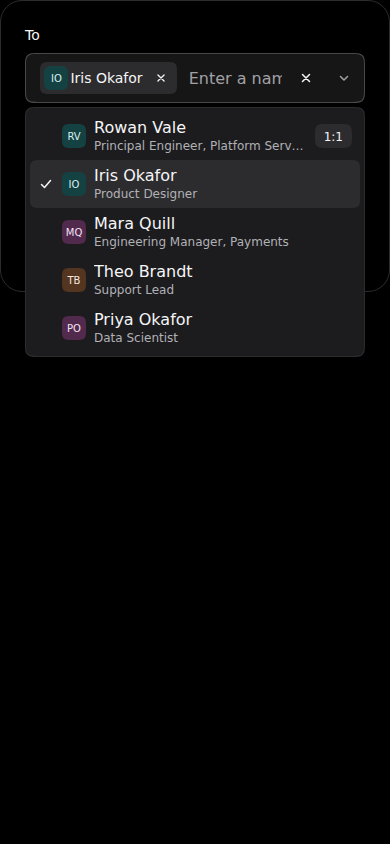 To
IO Iris Okafor Enter a nam
RV Rowan Vale
Principal Engineer, Platform Serv... 1:1
IO Iris Okafor
Product Designer
MQ Mara Quill
Engineering Manager, Payments
TB Theo Brandt
Support Lead
PO Priya Okafor
Data Scientist